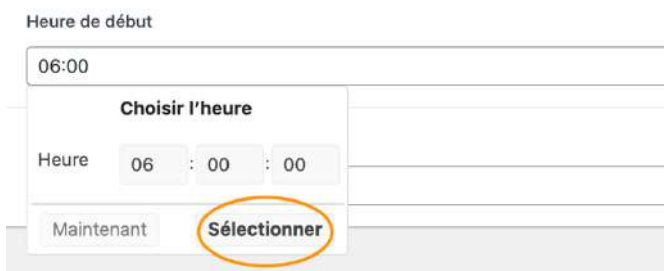 Heure de début
06:00
Choisir l'heure
Heure 06 : 00 : 00
Maintenant Sélectionner